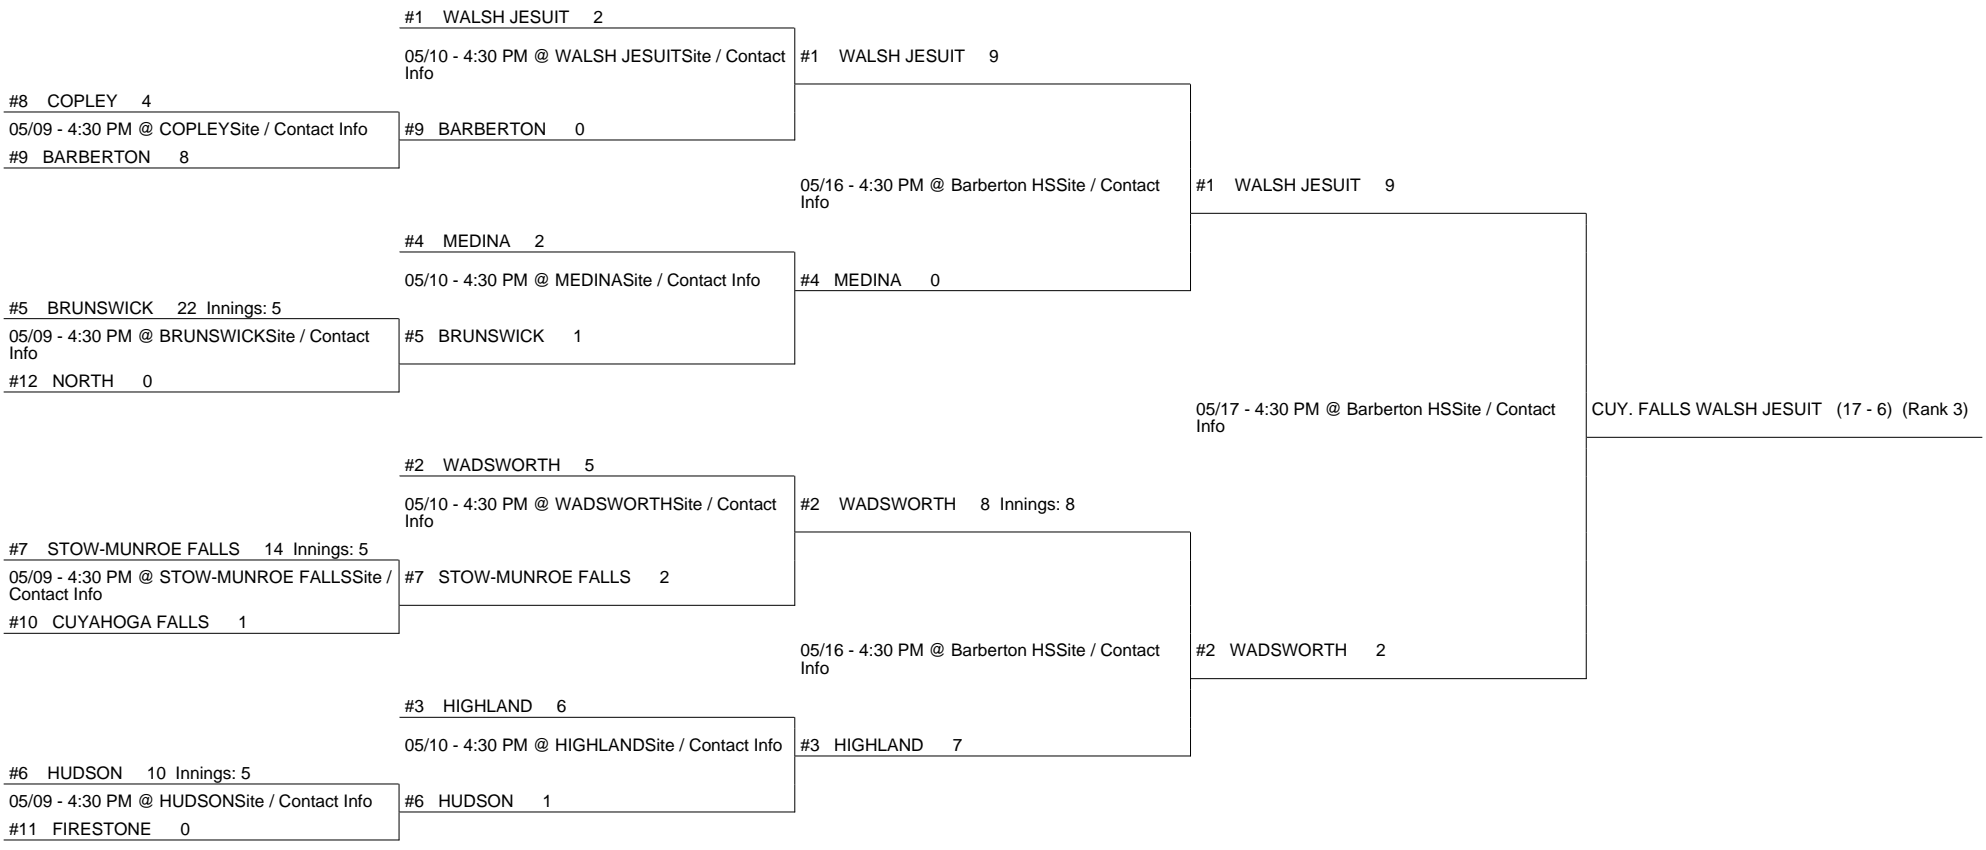 #1 WALSH JESUIT 2
05/10 - 4:30 PM @ WALSH JESUITSite / Contact
Info
#1 WALSH JESUIT 9
#8 COPLEY 4
05/09 - 4:30 PM @ COPLEYSite / Contact Info
#9 BARBERTON 0
#9 BARBERTON 8
05/16 - 4:30 PM @ Barberton HSSite / Contact
Info
#1 WALSH JESUIT 9
#4 MEDINA 2
05/10 - 4:30 PM @ MEDINASite / Contact Info
#4 MEDINA 0
#5 BRUNSWICK 22 Innings: 5
05/09 - 4:30 PM @ BRUNSWICKSite / Contact
Info
#5 BRUNSWICK 1
#12 NORTH 0
05/17 - 4:30 PM @ Barberton HSSite / Contact
Info
CUY. FALLS WALSH JESUIT (17 - 6) (Rank 3)
#2 WADSWORTH 5
05/10 - 4:30 PM @ WADSWORTHSite / Contact
Info
#2 WADSWORTH 8 Innings: 8
#7 STOW-MUNROE FALLS 14 Innings: 5
05/09 - 4:30 PM @ STOW-MUNROE FALLSSite /
Contact Info
#7 STOW-MUNROE FALLS 2
#10 CUYAHOGA FALLS 1
05/16 - 4:30 PM @ Barberton HSSite / Contact
Info
#2 WADSWORTH 2
#3 HIGHLAND 6
05/10 - 4:30 PM @ HIGHLANDSite / Contact Info
#3 HIGHLAND 7
#6 HUDSON 10 Innings: 5
05/09 - 4:30 PM @ HUDSONSite / Contact Info
#6 HUDSON 1
#11 FIRESTONE 0